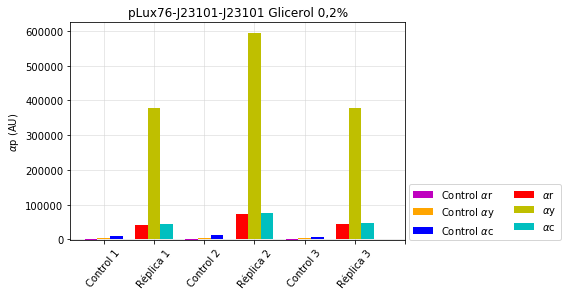 pLux76-J23101-J23101 Glicerol 0,2%
600000
500000
400000
300000
200000
100000
0
αp (AU)
Control 1
Réplica 1
Control 2
Réplica 2
Control 3
Réplica 3
Control αr
Control αy
Control αc
αr
αy
αc